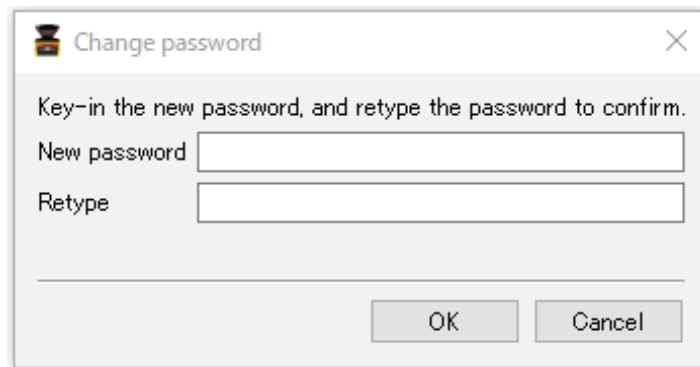 Change password
Key-in the new password, and retype the password to confirm.
New password
Retype
OK
Cancel